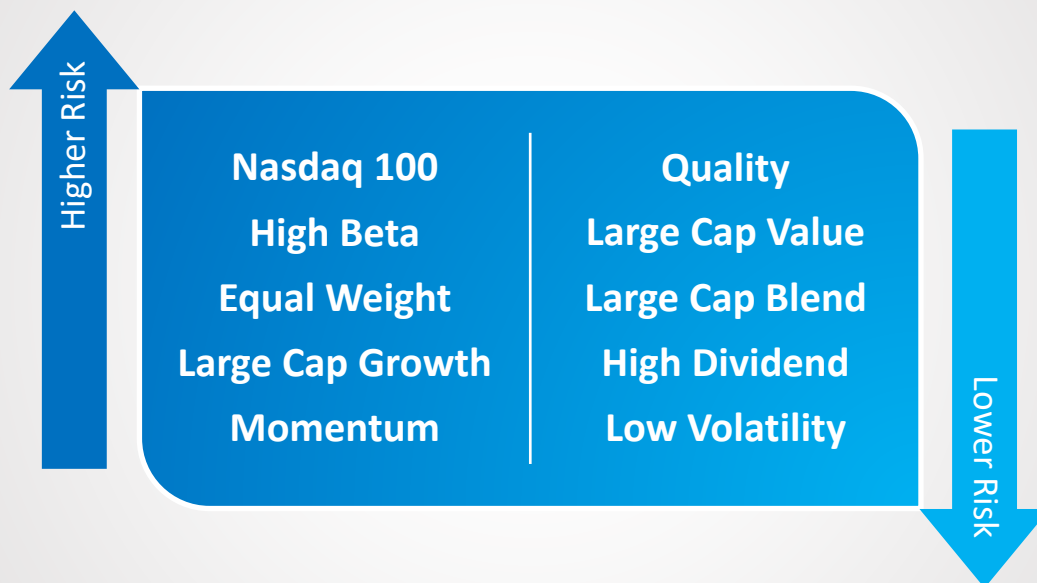 Higher Risk
Nasdaq 100
High Beta
Equal Weight
Large Cap Growth
Momentum
Quality
Large Cap Value
Large Cap Blend
High Dividend
Low Volatility
Lower Risk